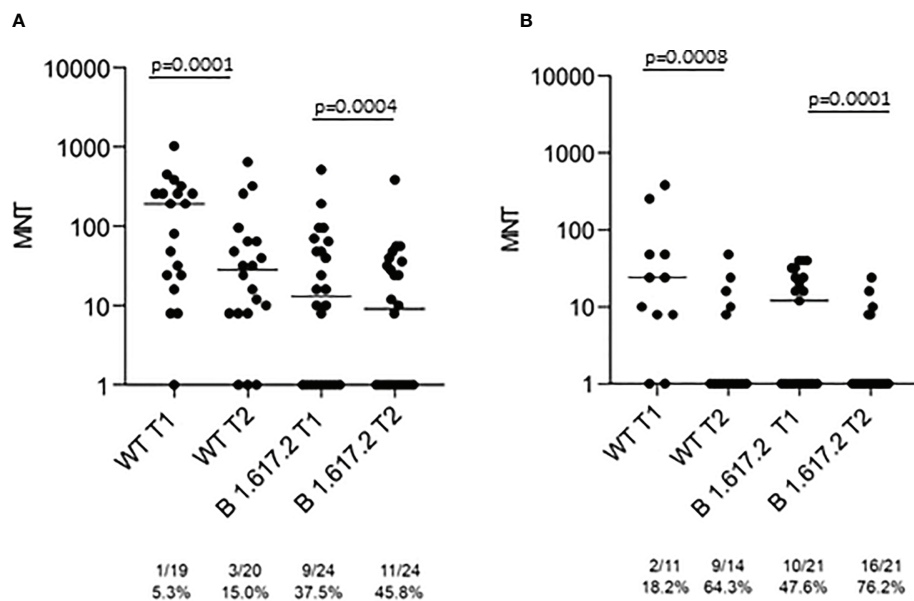 A
p=0.0001
p=0.0004
10000
1000
100
10
1
MNT
WT T1
WT T2
B 1.617.2 T1
B 1.617.2 T2
1/19 3/20 9/24 11/24
5.3% 15.0% 37.5% 45.8%
B
p=0.0008
p=0.0001
10000
1000
100
10
1
MNT
WT T1
WT T2
B 1.617.2 T1
B 1.617.2 T2
2/11 9/14 10/21 16/21
18.2% 64.3% 47.6% 76.2%